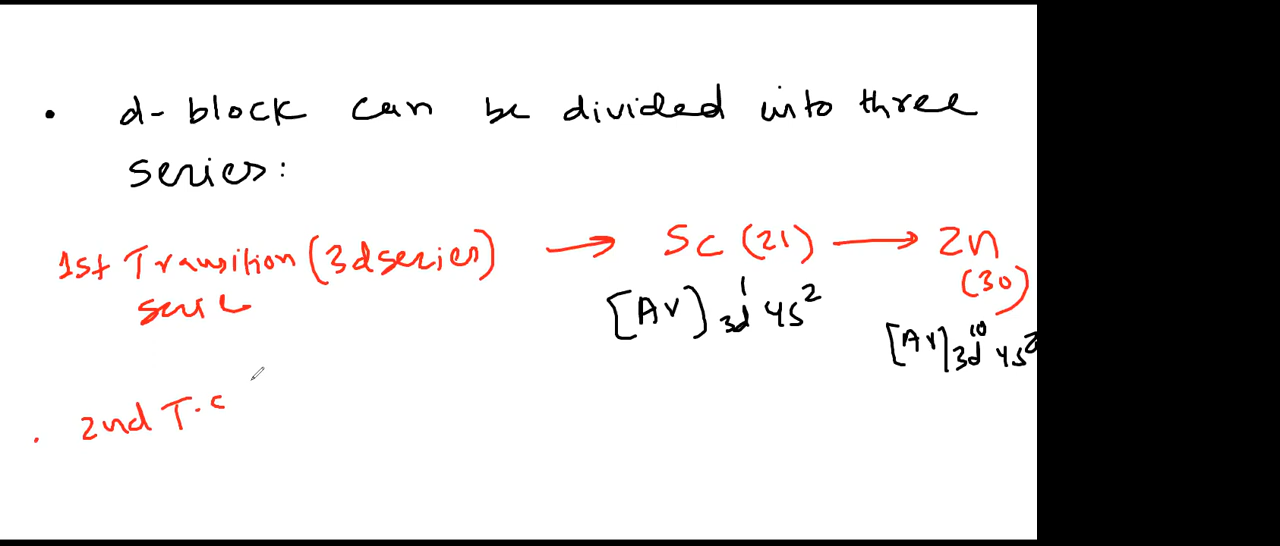 • d-block can be divided into three
series:
1st Transition (3d series) → Sc (21) → Zn
(30)
series
[Ar] 3d¹ 4s²
[Ar] 3d¹⁰ 4s²
• 2nd T.